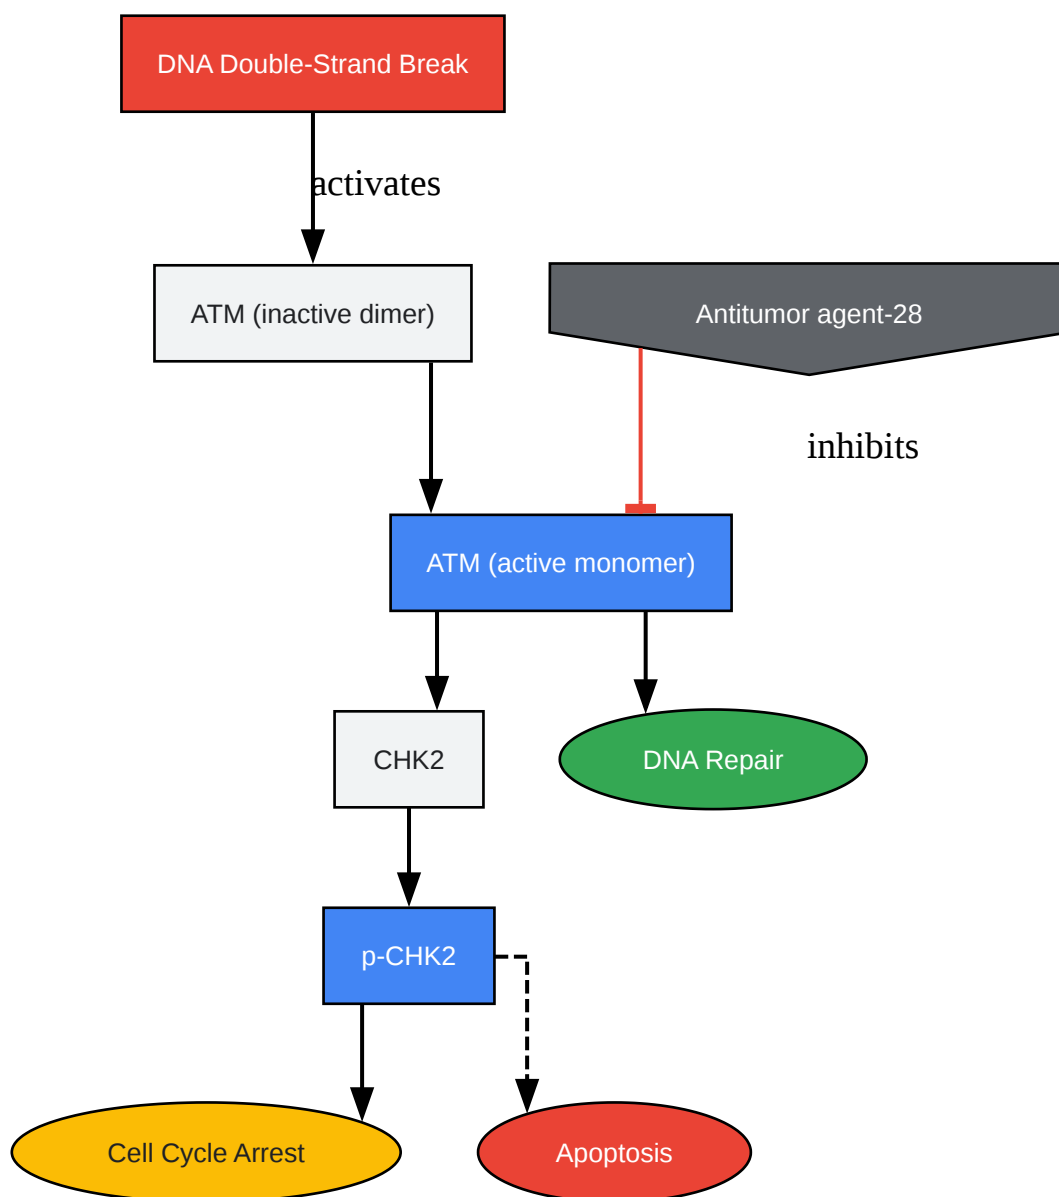 DNA Double-Strand Break
activates
ATM (inactive dimer)
Antitumor agent-28
inhibits
ATM (active monomer)
CHK2
DNA Repair
p-CHK2
Cell Cycle Arrest
Apoptosis